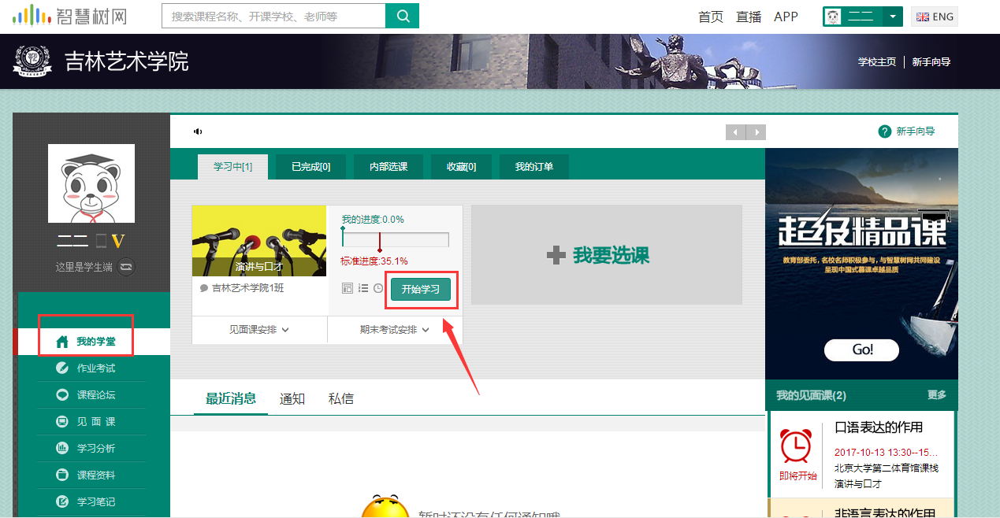 智慧树网
搜索课程名称、开课学校、老师等
首页 直播 APP
二二
ENG
吉林艺术学院
学校主页 新手向导
? 新手向导
学习中[1] 已完成[0] 内部选课 收藏[0] 我的订单
二二 V
这里是学生端
我的学堂
作业考试
课程论坛
见 面 课
学习分析
课程资料
学习笔记
演讲与口才
吉林艺术学院1班
我的进度:0.0%
标准进度:35.1%
开始学习
见面课安排
期末考试安排
我要选课
最近消息 通知 私信
暂时还没有任何通知哦
超级精品课
教育部委托，名校名师积极参与，与智慧树网共同建设
呈现中国式慕课卓越品质
Go!
我的见面课(2) 更多
即将开始
口语表达的作用
2017-10-13 13:30--15...
北京大学第二体育馆课栈
演讲与口才
非语言表达的作用